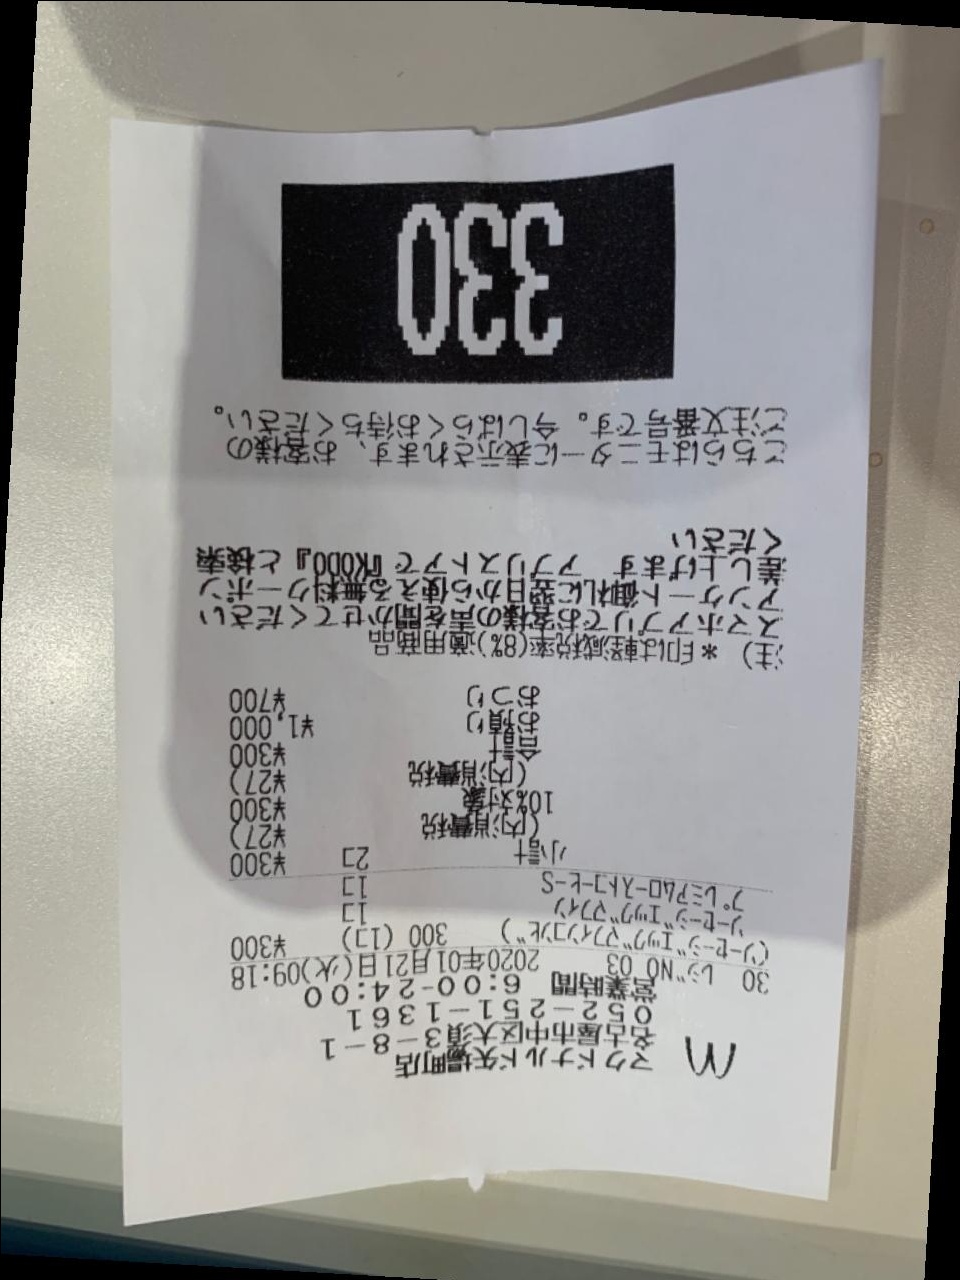 マクドナルド矢場町店
名古屋市中区大須3-8-1
052-251-1361
営業時間 6:00-24:00
30 レジNO 03 2020年01月21日(火)09:18
(ソーセージエッグマフィンコンビ) 300 (1コ) ¥300
ソーセージエッグマフィン 1コ
プレミアムローストコーヒーS 1コ
小計 2コ ¥300
(内消費税 ¥27)
10%対象 ¥300
(内消費税 ¥27)
合計 ¥300
お預り ¥1,000
おつり ¥700
注) *印は軽減税率(8%)適用商品
スマホアプリでお客様の声を聞かせてください
アンケート御礼に翌日から使える無料クーポン
差し上げます アプリストアで『KODO』と検索
ください
こちらはモニターに表示されます、お客様の
ご注文番号です。今しばらくお待ちください。
330